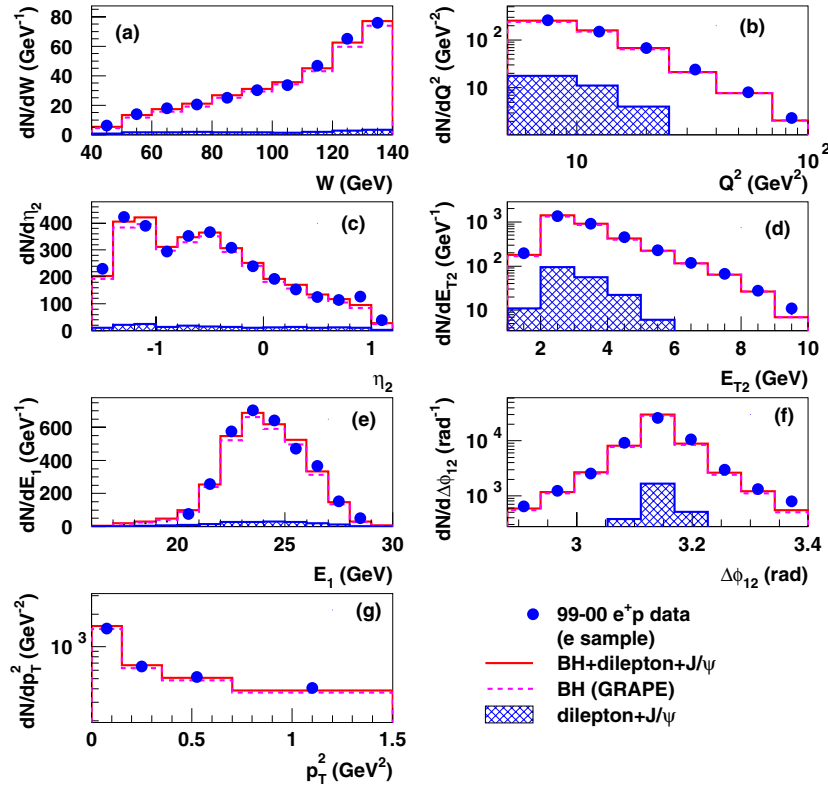 (a)
dN/dW (GeV⁻¹)
80
60
40
20
0
40 60 80 100 120 140
W (GeV)
(b)
dN/dQ² (GeV⁻²)
10²
10
10 10²
Q² (GeV²)
(c)
dN/dη₂
400
300
200
100
0
-1 0 1
η₂
(d)
dN/dE_T2 (GeV⁻¹)
10³
10²
10
2 4 6 8 10
E_T2 (GeV)
(e)
dN/dE₁ (GeV⁻¹)
600
400
200
0
20 25 30
E₁ (GeV)
(f)
dN/dΔϕ₁₂ (rad⁻¹)
10⁴
10³
3 3.2 3.4
Δϕ₁₂ (rad)
(g)
dN/dp_T² (GeV⁻²)
10³
0 0.5 1 1.5
p_T² (GeV²)
99-00 e⁺p data
(e sample)
BH+dilepton+J/ψ
BH (GRAPE)
dilepton+J/ψ